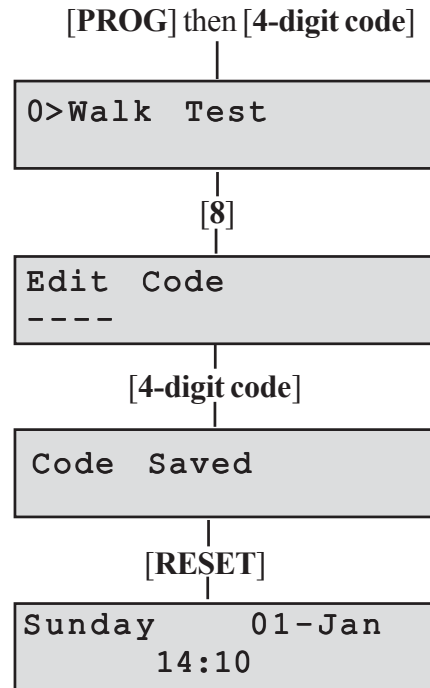 [PROG] then [4-digit code]
0>Walk Test
[8]
Edit Code
----
[4-digit code]
Code Saved
[RESET]
Sunday 01-Jan
14:10